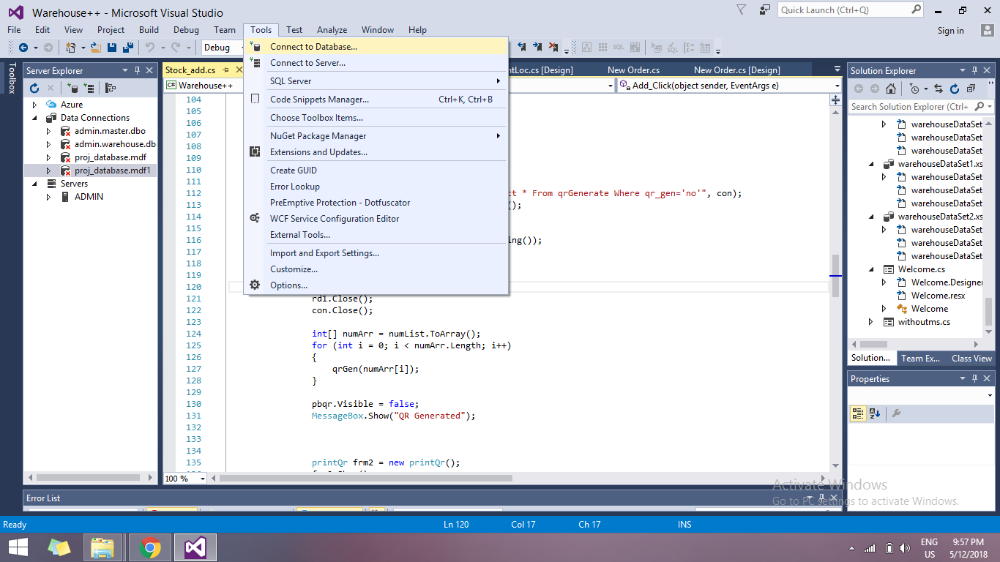 Warehouse++ - Microsoft Visual Studio
Quick Launch (Ctrl+Q)
File Edit View Project Build Debug Team Tools Test Analyze Window Help
Sign in
Debug
Toolbox
Server Explorer
Azure
Data Connections
admin.master.dbo
admin.warehouse.db
proj_database.mdf
proj_database.mdf1
Servers
ADMIN
Connect to Database...
Connect to Server...
SQL Server
Code Snippets Manager... Ctrl+K, Ctrl+B
Choose Toolbox Items...
NuGet Package Manager
Extensions and Updates...
Create GUID
Error Lookup
PreEmptive Protection - Dotfuscator
WCF Service Configuration Editor
External Tools...
Import and Export Settings...
Customize...
Options...
Stock_add.cs ntLoc.cs [Design] New Order.cs New Order.cs [Design]
C# Warehouse++ Add_Click(object sender, EventArgs e)
104
105
106
107
108
109
110
111
112 ct * From qrGenerate Where qr_gen='no'", con);
113 ();
114
115
116 ing());
117
118
119
120
121 rd1.Close();
122 con.Close();
123
124 int[] numArr = numList.ToArray();
125 for (int i = 0; i < numArr.Length; i++)
126 {
127 qrGen(numArr[i]);
128 }
129
130 pbqr.Visible = false;
131 MessageBox.Show("QR Generated");
132
133
134
135 printQr frm2 = new printQr();
100 %
Solution Explorer
Search Solution Explorer (Ctrl+
warehouseDataSet
warehouseDataSet
warehouseDataSet
warehouseDataSet1.xs
warehouseDataSet
warehouseDataSet
warehouseDataSet
warehouseDataSet2.xs
warehouseDataSet
warehouseDataSet
warehouseDataSet
Welcome.cs
Welcome.Designer
Welcome.resx
Welcome
withoutms.cs
Solution... Team Ex... Class View
Properties
Error List
Activate Windows
Go to PC settings to activate Windows.
Ready Ln 120 Col 17 Ch 17 INS
ENG 9:57 PM
US 5/12/2018